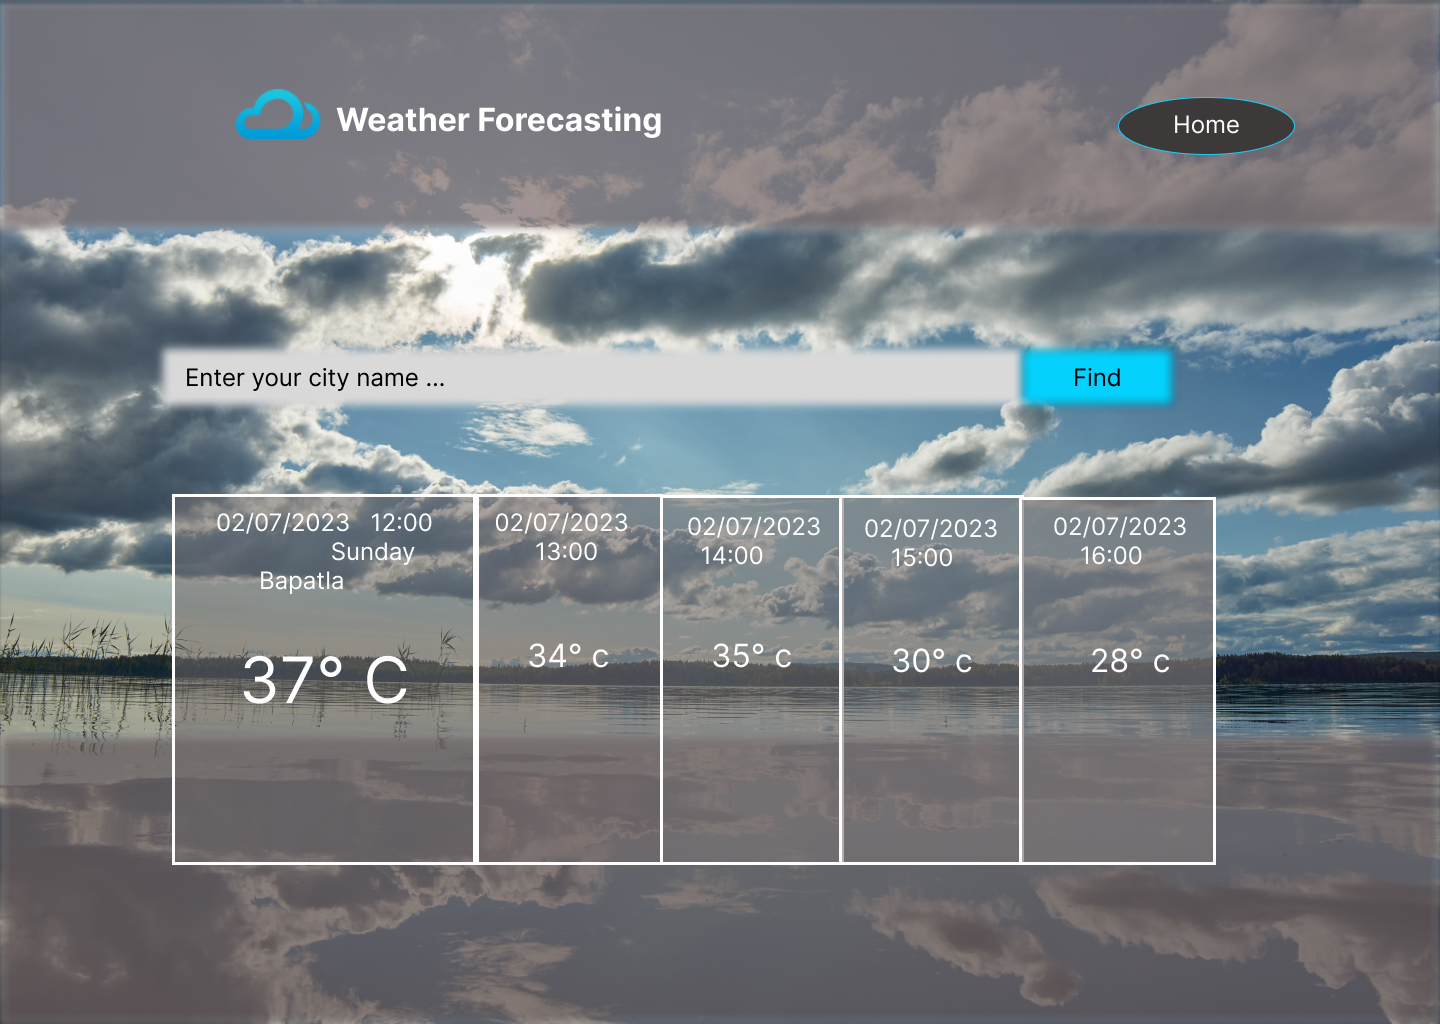 Weather Forecasting
Home
Enter your city name ...
Find
02/07/2023 12:00
Sunday
Bapatla
37° C
02/07/2023
13:00
34° c
02/07/2023
14:00
35° c
02/07/2023
15:00
30° c
02/07/2023
16:00
28° c